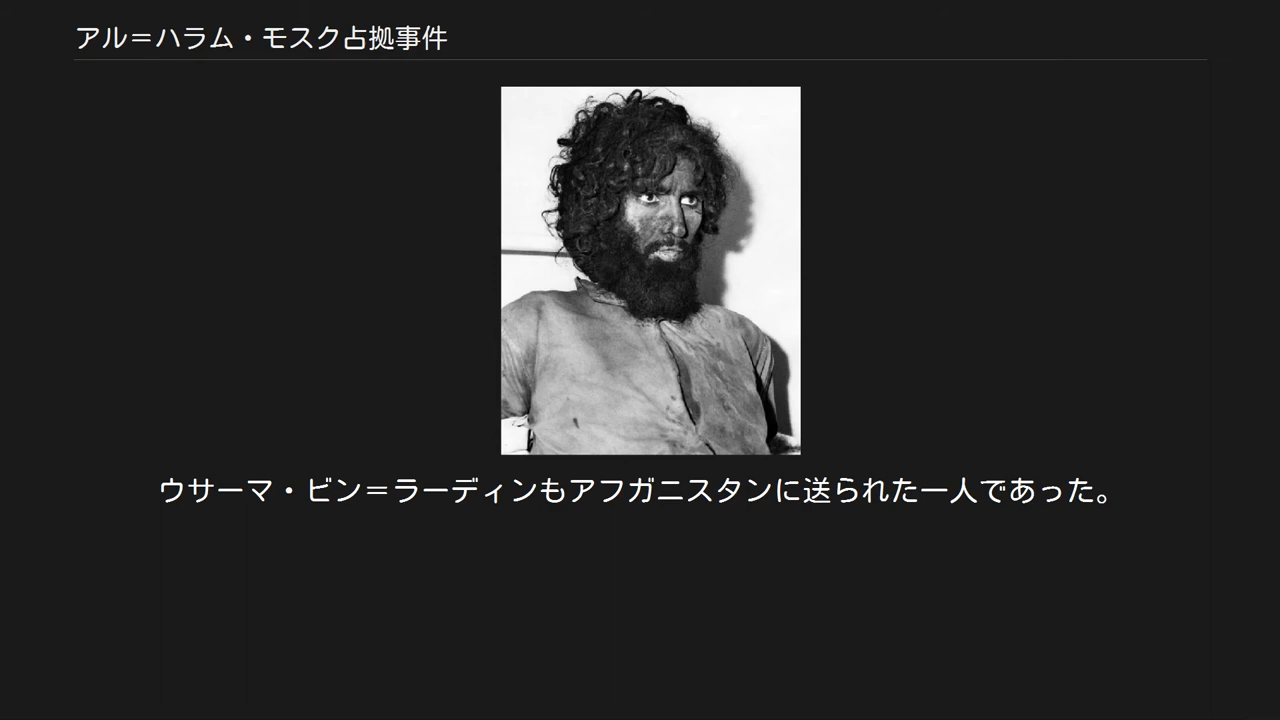 アル＝ハラム・モスク占拠事件
ウサーマ・ビン＝ラーディンもアフガニスタンに送られた一人であった。